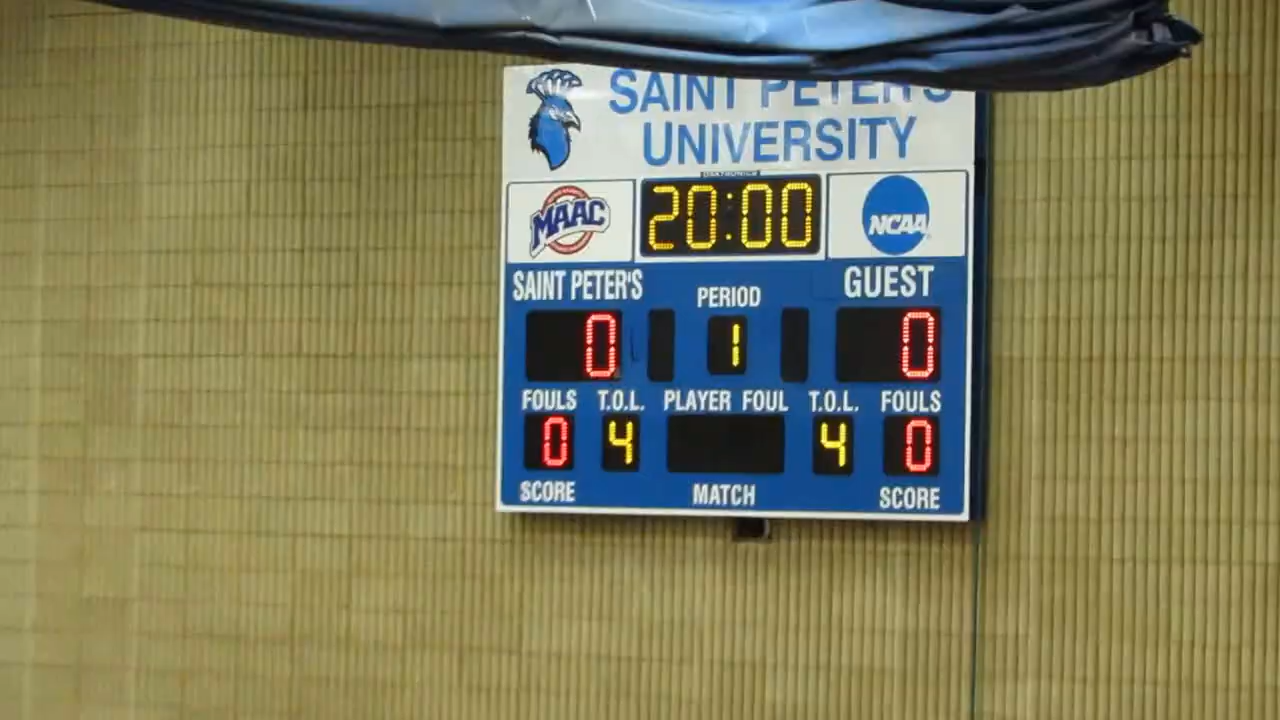 SAINT PETER'S
UNIVERSITY
DAKTRONICS
MAAC
20:00
NCAA
SAINT PETER'S
PERIOD
GUEST
0
1
0
FOULS T.O.L. PLAYER FOUL T.O.L. FOULS
0 4 4 0
SCORE MATCH SCORE